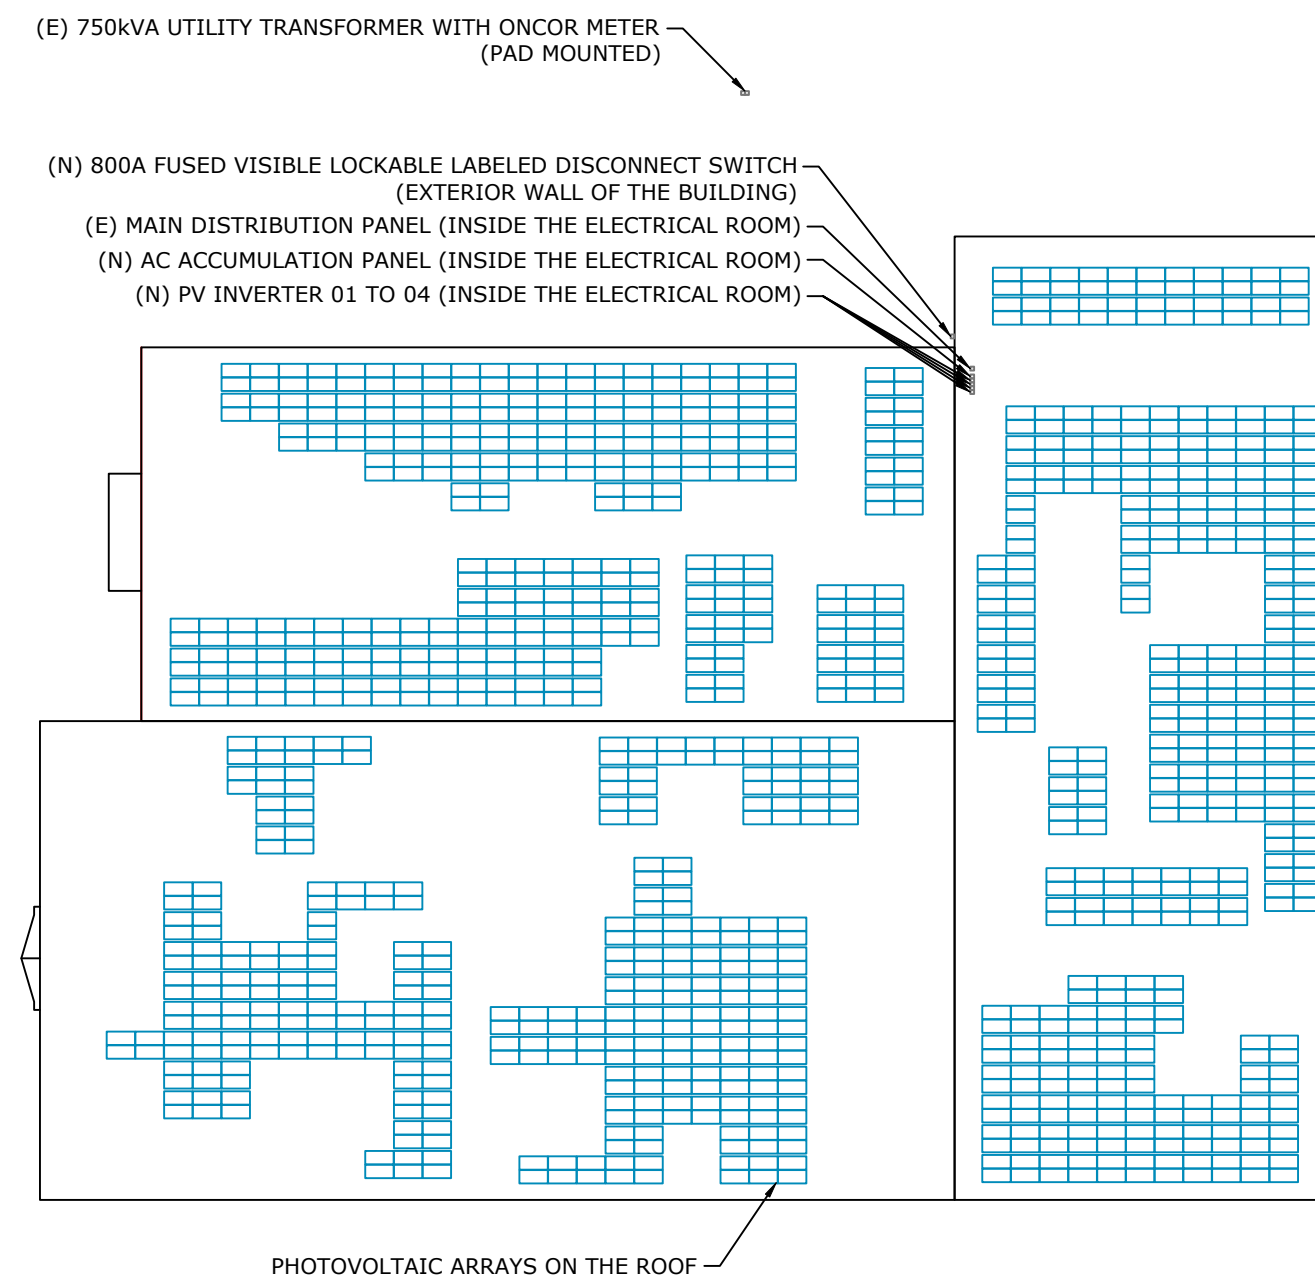 (E) 750kVA UTILITY TRANSFORMER WITH ONCOR METER
(PAD MOUNTED)
(N) 800A FUSED VISIBLE LOCKABLE LABELED DISCONNECT SWITCH
(EXTERIOR WALL OF THE BUILDING)
(E) MAIN DISTRIBUTION PANEL (INSIDE THE ELECTRICAL ROOM)
(N) AC ACCUMULATION PANEL (INSIDE THE ELECTRICAL ROOM)
(N) PV INVERTER 01 TO 04 (INSIDE THE ELECTRICAL ROOM)
PHOTOVOLTAIC ARRAYS ON THE ROOF